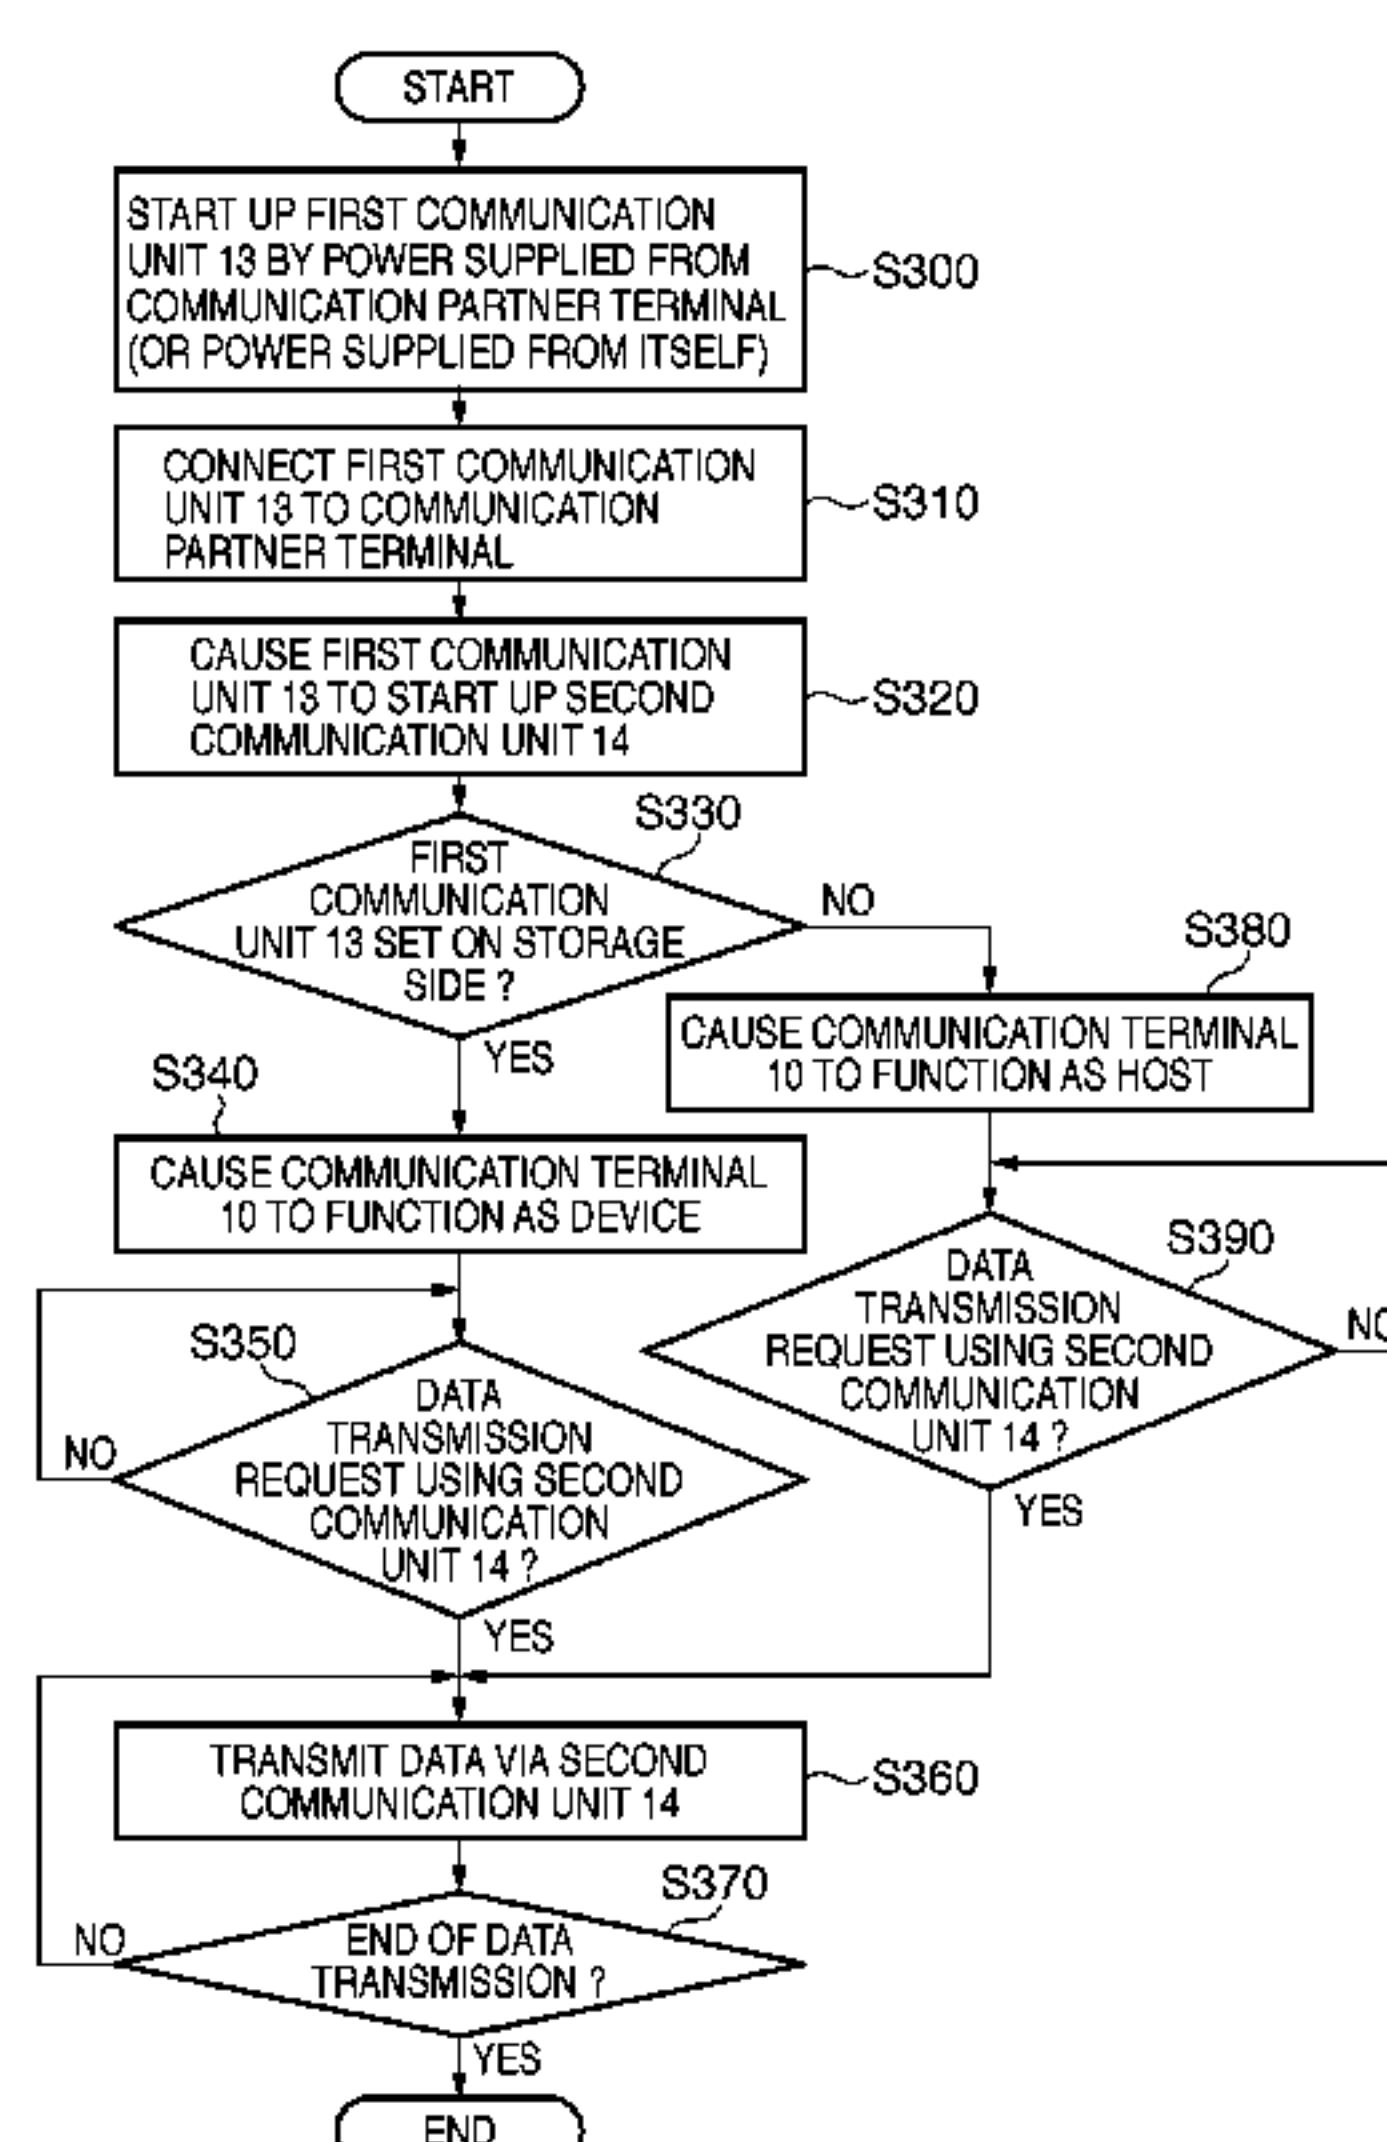 START
START UP FIRST COMMUNICATION
UNIT 13 BY POWER SUPPLIED FROM
COMMUNICATION PARTNER TERMINAL
(OR POWER SUPPLIED FROM ITSELF)
S300
CONNECT FIRST COMMUNICATION
UNIT 13 TO COMMUNICATION
PARTNER TERMINAL
S310
CAUSE FIRST COMMUNICATION
UNIT 13 TO START UP SECOND
COMMUNICATION UNIT 14
S320
S330
FIRST
COMMUNICATION
UNIT 13 SET ON STORAGE
SIDE ?
NO
YES
S380
CAUSE COMMUNICATION TERMINAL
10 TO FUNCTION AS HOST
S340
CAUSE COMMUNICATION TERMINAL
10 TO FUNCTION AS DEVICE
S390
DATA
TRANSMISSION
REQUEST USING SECOND
COMMUNICATION
UNIT 14 ?
NO
YES
S350
DATA
TRANSMISSION
REQUEST USING SECOND
COMMUNICATION
UNIT 14 ?
NO
YES
TRANSMIT DATA VIA SECOND
COMMUNICATION UNIT 14
S360
S370
END OF DATA
TRANSMISSION ?
NO
YES
END